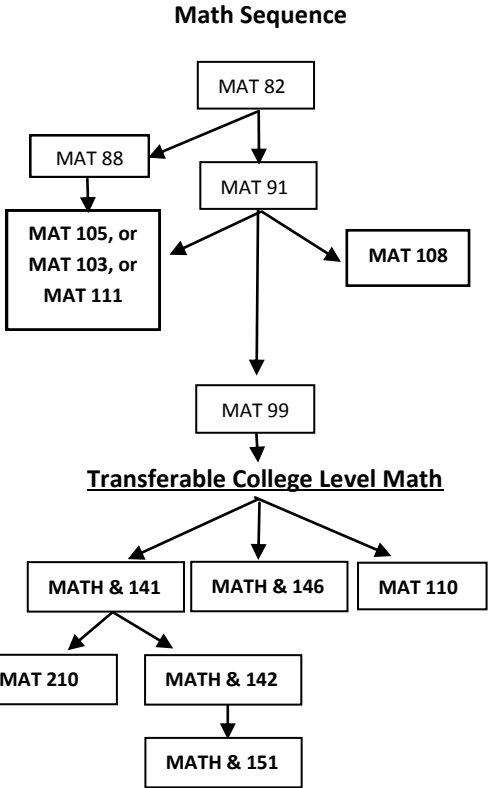 Math Sequence
MAT 82
MAT 88
MAT 91
MAT 105, or
MAT 103, or
MAT 111
MAT 108
MAT 99
Transferable College Level Math
MATH & 141
MATH & 146
MAT 110
MAT 210
MATH & 142
MATH & 151